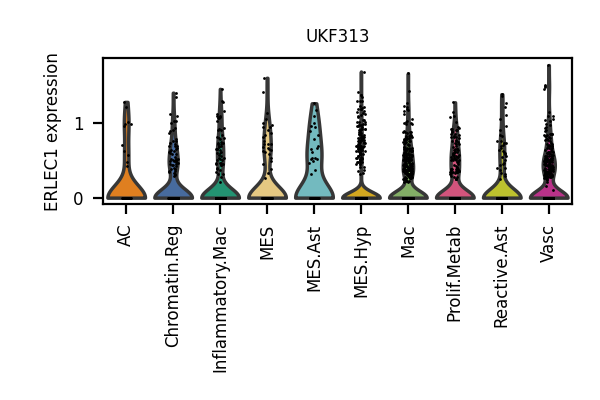 UKF313
ERLEC1 expression
1
0
AC
Chromatin.Reg
Inflammatory.Mac
MES
MES.Ast
MES.Hyp
Mac
Prolif.Metab
Reactive.Ast
Vasc